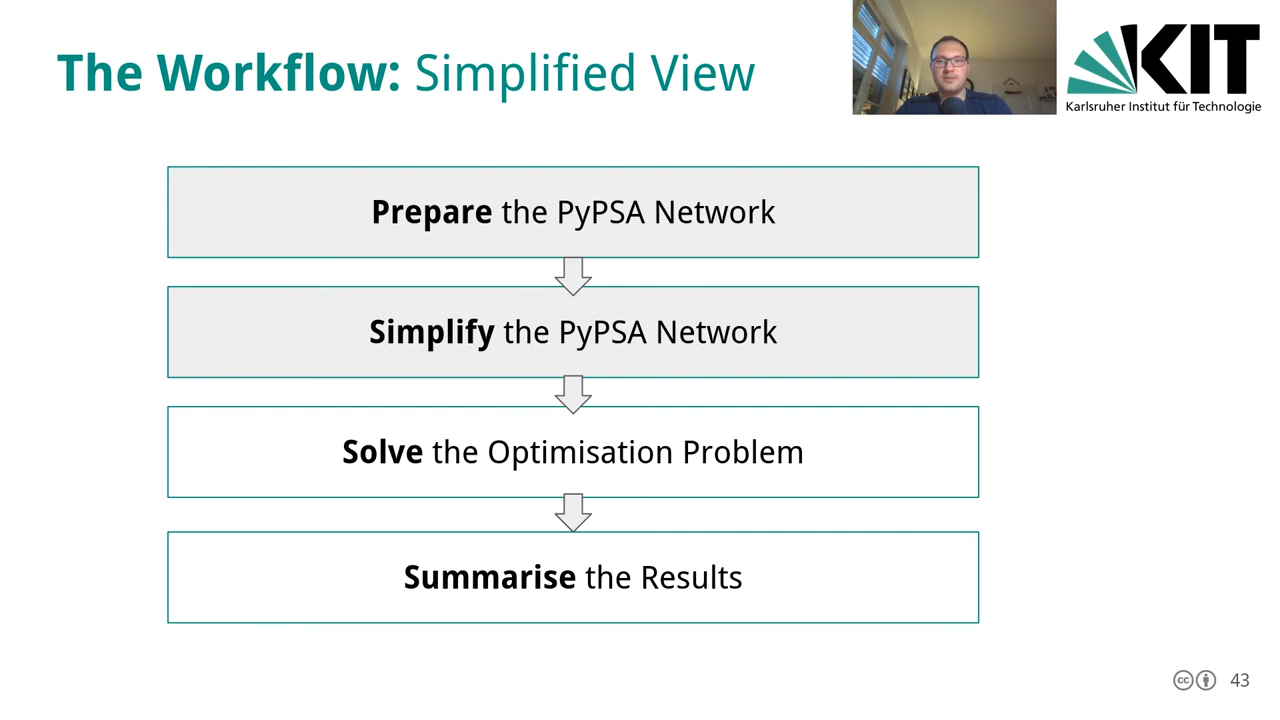 The Workflow: Simplified View
KIT
Karlsruher Institut für Technologie
Prepare the PyPSA Network
Simplify the PyPSA Network
Solve the Optimisation Problem
Summarise the Results
cc 43